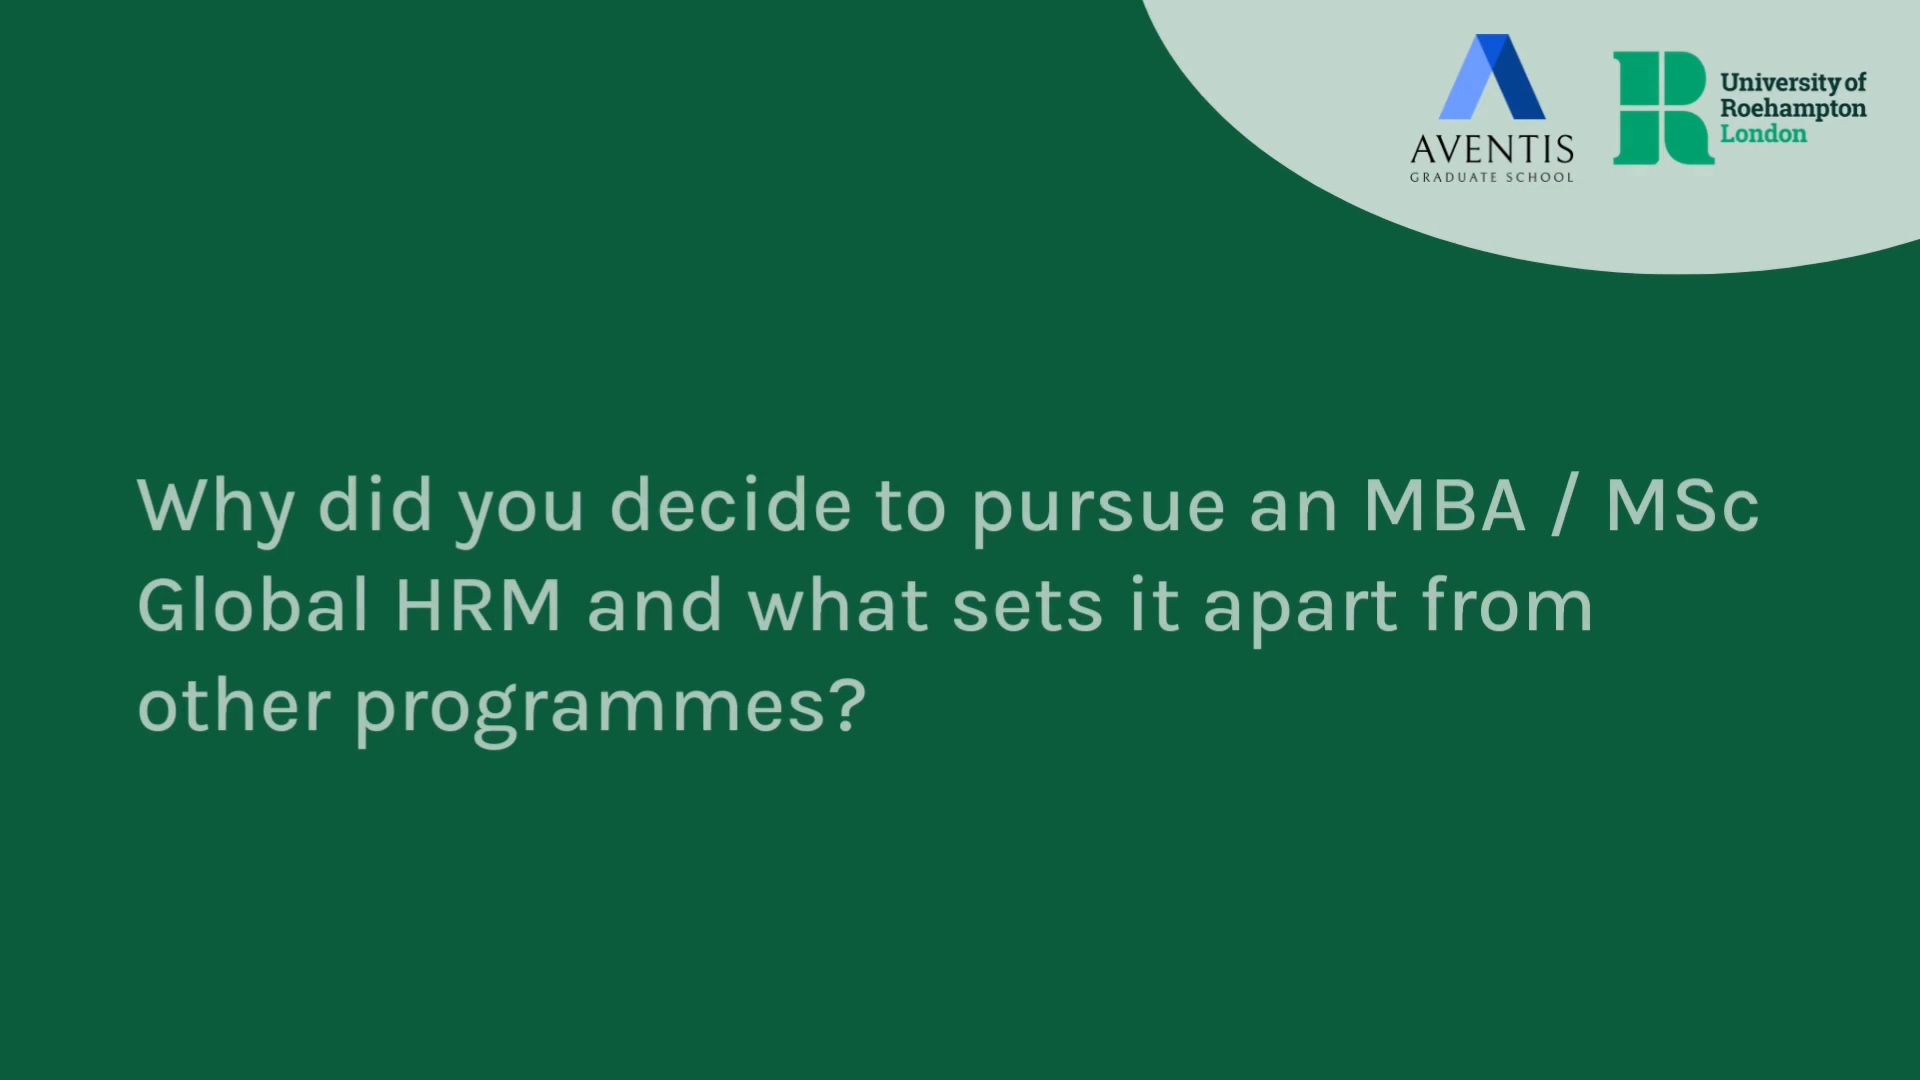 AVENTIS
GRADUATE SCHOOL
University of
Roehampton
London
Why did you decide to pursue an MBA / MSc
Global HRM and what sets it apart from
other programmes?